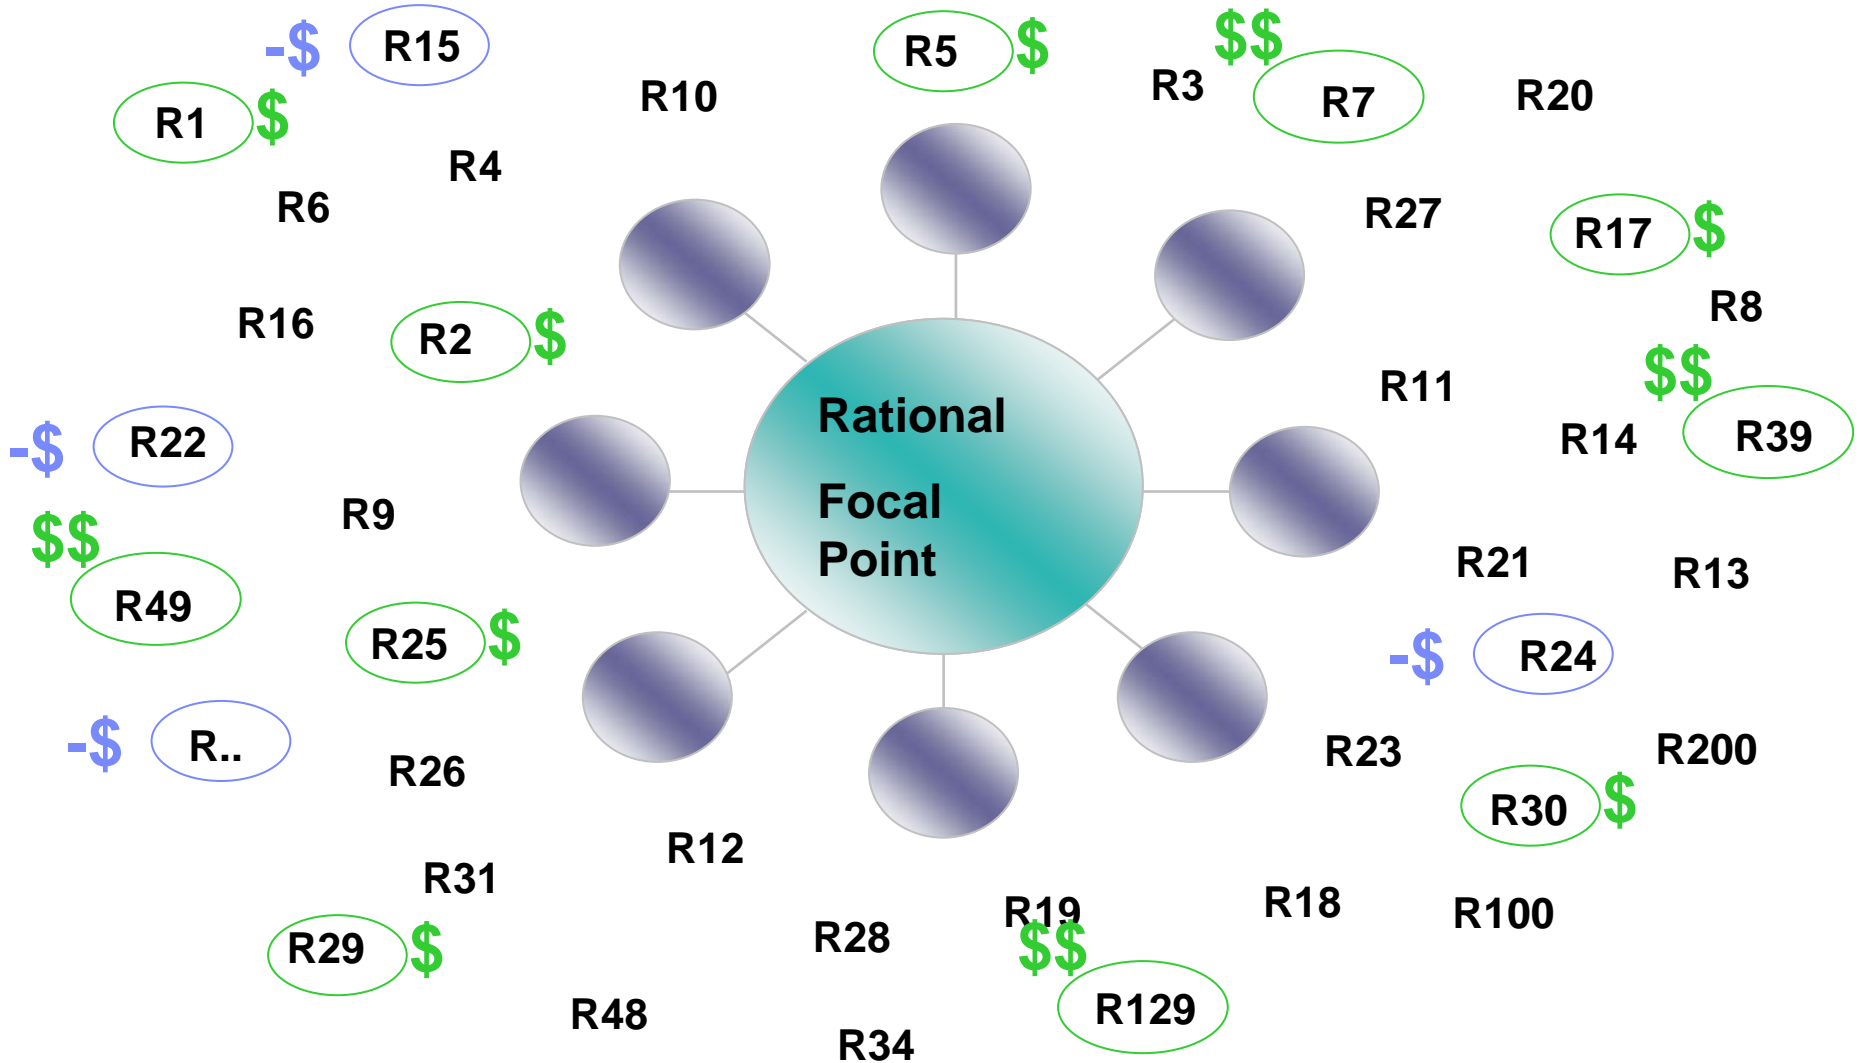 -$ R15
R5 $
$$
R1 $
R10
R3
R7
R20
R4
R6
R27
R17 $
R16
R2 $
R8
$$
R11
Rational
Focal
Point
-$ R22
R14
R39
$$
R9
R21
R13
R49
R25 $
-$ R24
-$ R..
R26
R23
R200
R30 $
R12
R31
R19
R18
R100
R29 $
R28
$$
R48
R129
R34